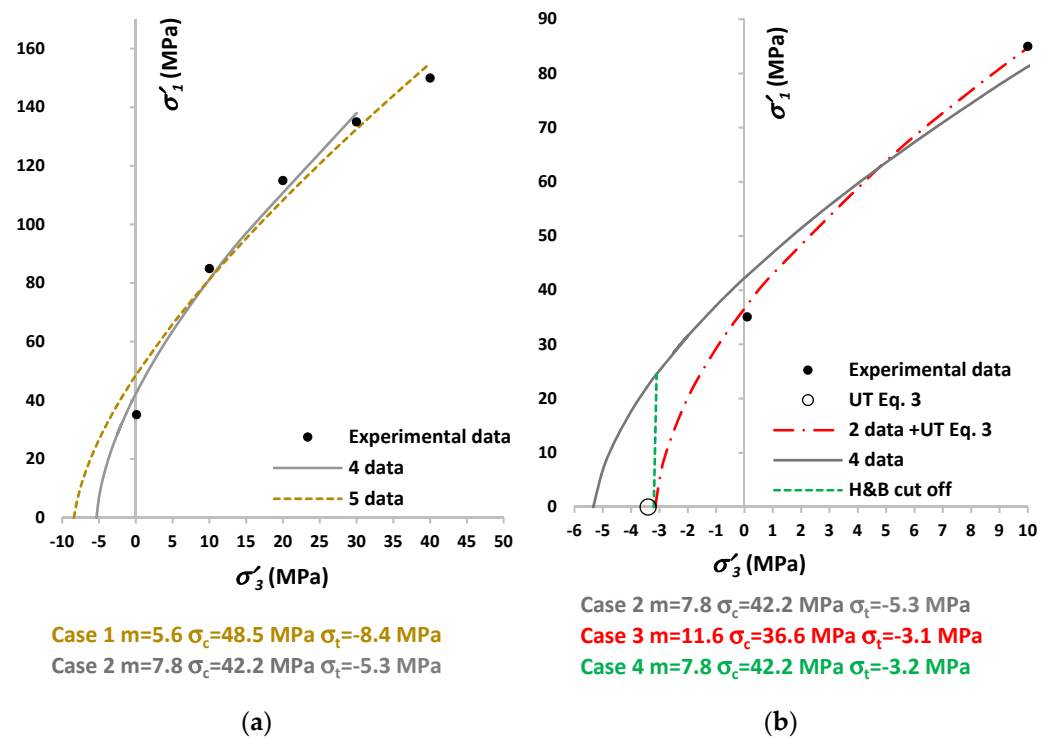 σ′1 (MPa)
160
140
120
100
80
60
40
20
0
Experimental data
4 data
5 data
-10 -5 0 5 10 15 20 25 30 35 40 45 50
σ′3 (MPa)
Case 1 m=5.6 σc=48.5 MPa σt=-8.4 MPa
Case 2 m=7.8 σc=42.2 MPa σt=-5.3 MPa
(a)
σ′1 (MPa)
90
80
70
60
50
40
30
20
10
0
Experimental data
UT Eq. 3
2 data +UT Eq. 3
4 data
H&B cut off
-6 -5 -4 -3 -2 -1 0 1 2 3 4 5 6 7 8 9 10
σ′3 (MPa)
Case 2 m=7.8 σc=42.2 MPa σt=-5.3 MPa
Case 3 m=11.6 σc=36.6 MPa σt=-3.1 MPa
Case 4 m=7.8 σc=42.2 MPa σt=-3.2 MPa
(b)